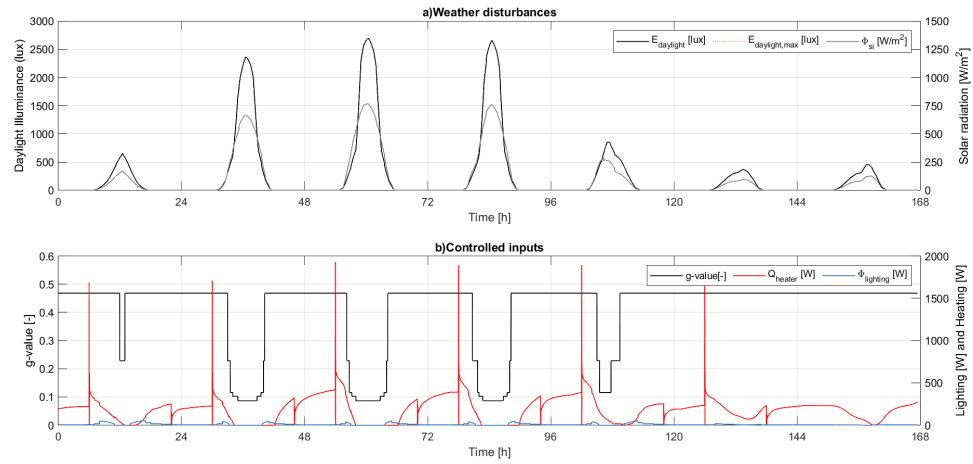 a)Weather disturbances
Daylight Illuminance (lux)
3000
2500
2000
1500
1000
500
0
E_daylight [lux] E_daylight,max [lux] Φ_si [W/m²]
1500
1250
1000
750
500
250
0
Solar radiation [W/m²]
0 24 48 72 96 120 144 168
Time [h]
b)Controlled inputs
g-value [-]
0.6
0.5
0.4
0.3
0.2
0.1
0
g-value[-] Q_heater [W] Φ_lighting [W]
2000
1500
1000
500
0
Lighting [W] and Heating [W]
0 24 48 72 96 120 144 168
Time [h]